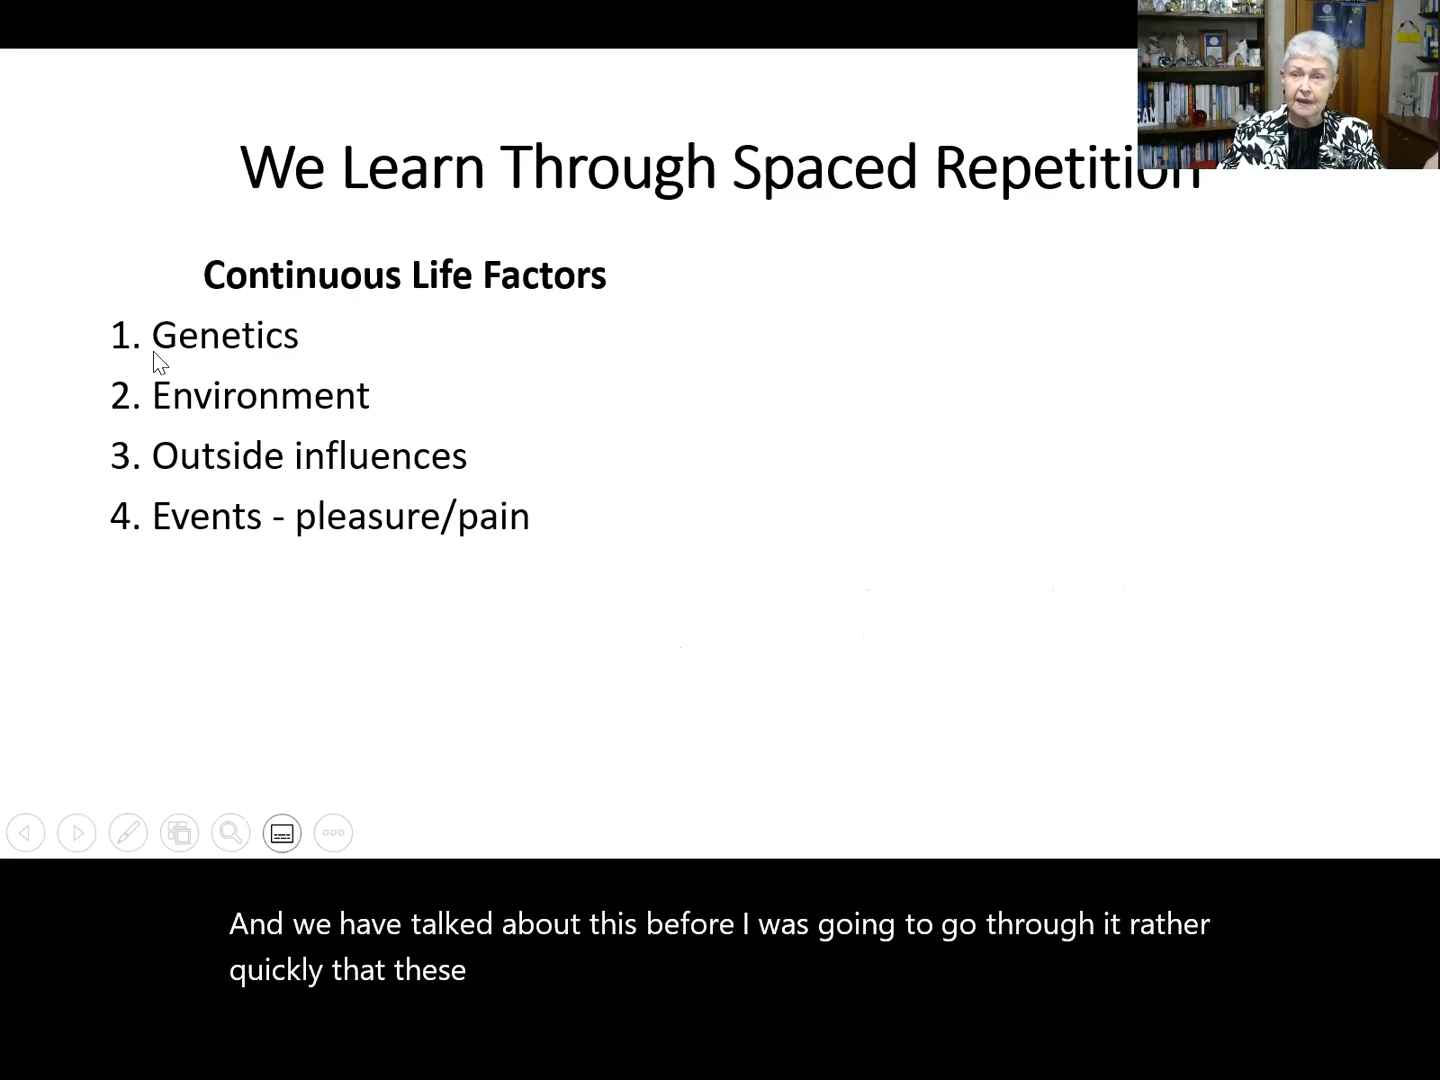 We Learn Through Spaced Repetition
Continuous Life Factors
1. Genetics
2. Environment
3. Outside influences
4. Events - pleasure/pain
And we have talked about this before I was going to go through it rather
quickly that these